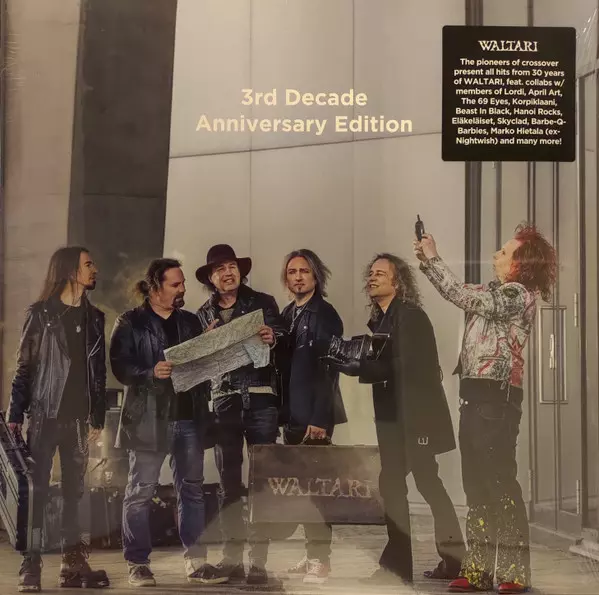 3rd Decade
Anniversary Edition
WALTARI
The pioneers of crossover
present all hits from 30 years
of WALTARI, feat. collabs w/
members of Lordi, April Art,
The 69 Eyes, Korpiklaani,
Beast In Black, Hanoi Rocks,
Eläkeläiset, Skyclad, Barbe-Q-
Barbies, Marko Hietala (ex-
Nightwish) and many more!
WALTARI